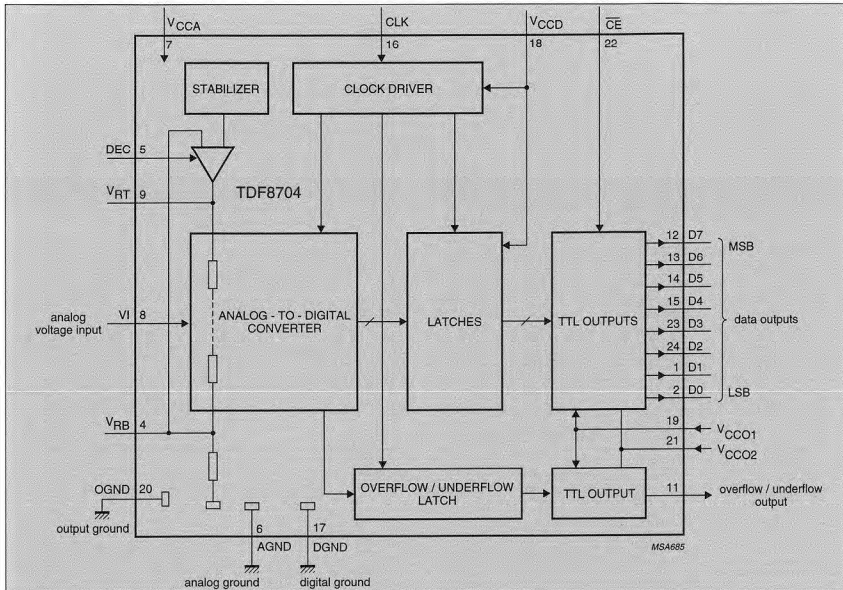 VCCA
7
CLK
16
VCCD
18
CE
22
STABILIZER
CLOCK DRIVER
DEC 5
VRT 9
TDF8704
12 D7 MSB
13 D6
14 D5
15 D4
23 D3
24 D2
1 D1
2 D0 LSB
data outputs
analog
voltage input
VI 8
ANALOG - TO - DIGITAL
CONVERTER
LATCHES
TTL OUTPUTS
VRB 4
19 VCCO1
21 VCCO2
OGND 20
output ground
OVERFLOW / UNDERFLOW
LATCH
TTL OUTPUT
11
overflow / underflow
output
6
AGND
17
DGND
MSA685
analog ground
digital ground